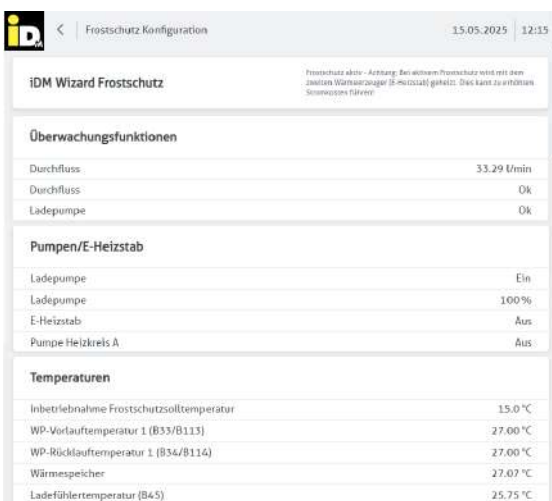 iDM
< Frostschutz Konfiguration 15.05.2025 12:15
iDM Wizard Frostschutz
Frostschutz aktiv - Achtung: Bei aktivem Frostschutz wird mit dem
zweiten Wärmeerzeuger (E-Heizstab) geheizt. Dies kann zu erhöhten
Stromkosten führen!
Überwachungsfunktionen
Durchfluss 33.29 l/min
Durchfluss Ok
Ladepumpe Ok
Pumpen/E-Heizstab
Ladepumpe Ein
Ladepumpe 100%
E-Heizstab Aus
Pumpe Heizkreis A Aus
Temperaturen
Inbetriebnahme Frostschutzsolltemperatur 15.0 °C
WP-Vorlauftemperatur 1 (B33/B113) 27.00 °C
WP-Rücklauftemperatur 1 (B34/B114) 27.00 °C
Wärmespeicher 27.07 °C
Ladefühlertemperatur (B45) 25.75 °C